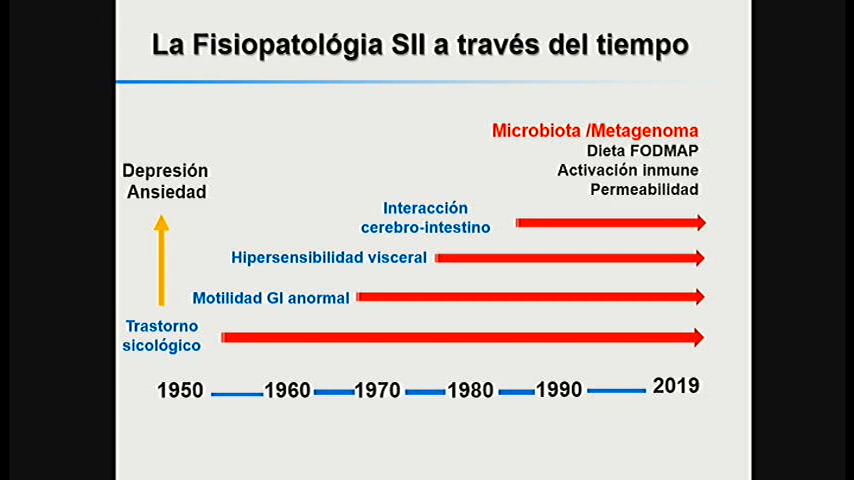 La Fisiopatológia SII a través del tiempo
Microbiota /Metagenoma
Dieta FODMAP
Activación inmune
Permeabilidad
Depresión
Ansiedad
Interacción
cerebro-intestino
Hipersensibilidad visceral
Motilidad GI anormal
Trastorno
sicológico
1950 1960 1970 1980 1990 2019